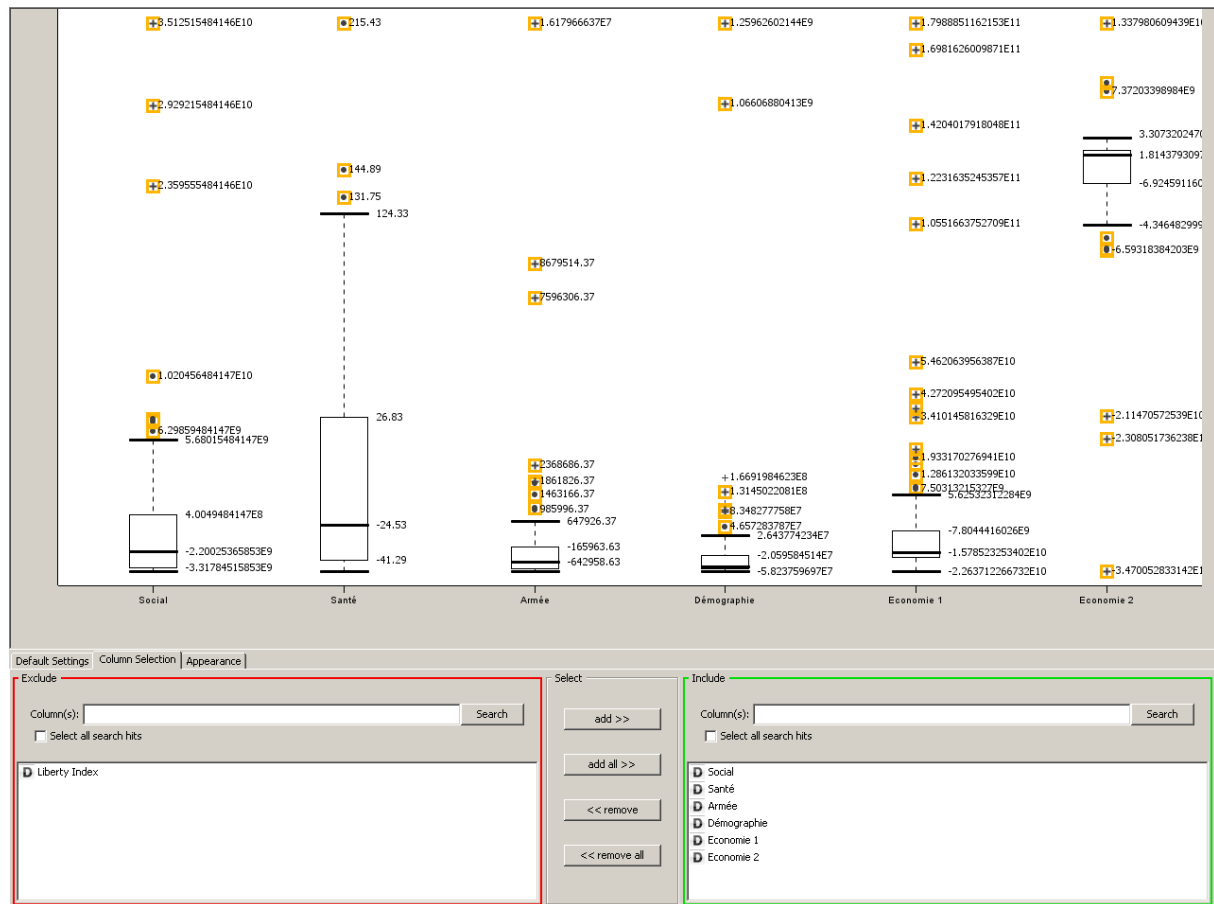 3.512515484146E10
215.43
1.617966637E7
1.25962602144E9
1.7988851162153E11
1.337980609439E1
1.6981626009871E11
7.37203398984E9
2.929215484146E10
1.06606880413E9
1.4204017918048E11
3.3073202470
1.8143793097
144.89
1.2231635245357E11
-6.924591160
2.359555484146E10
131.75
124.33
1.0551663752709E11
-4.346482999
-6.59318384203E9
8679514.37
7596306.37
5.462063956387E10
1.020456484147E10
4.272095495402E10
26.83
3.410145816329E10
-2.11470572539E10
6.29859484147E9
5.68015484147E9
-2.308051736238E1
1.933170276941E10
2368686.37
1.6691984623E8
1.286132033599E10
1861826.37
1.3145022081E8
7.50313215327E9
1463166.37
5.62532312284E9
985996.37
8.348277758E7
4.0049484147E8
-24.53
647926.37
4.657283787E7
2.643774234E7
-7.8044416026E9
-2.20025365853E9
-165963.63
-2.059584514E7
-1.578523253402E10
-3.31784515853E9
-41.29
-642958.63
-5.823759697E7
-2.263712266732E10
-3.470052833142E1
Social
Santé
Armée
Démographie
Economie 1
Economie 2
Default Settings
Column Selection
Appearance
Exclude
Select
Include
Column(s):
Search
add >>
Column(s):
Search
Select all search hits
Select all search hits
add all >>
D Liberty Index
D Social
D Santé
<< remove
D Armée
D Démographie
D Economie 1
<< remove all
D Economie 2